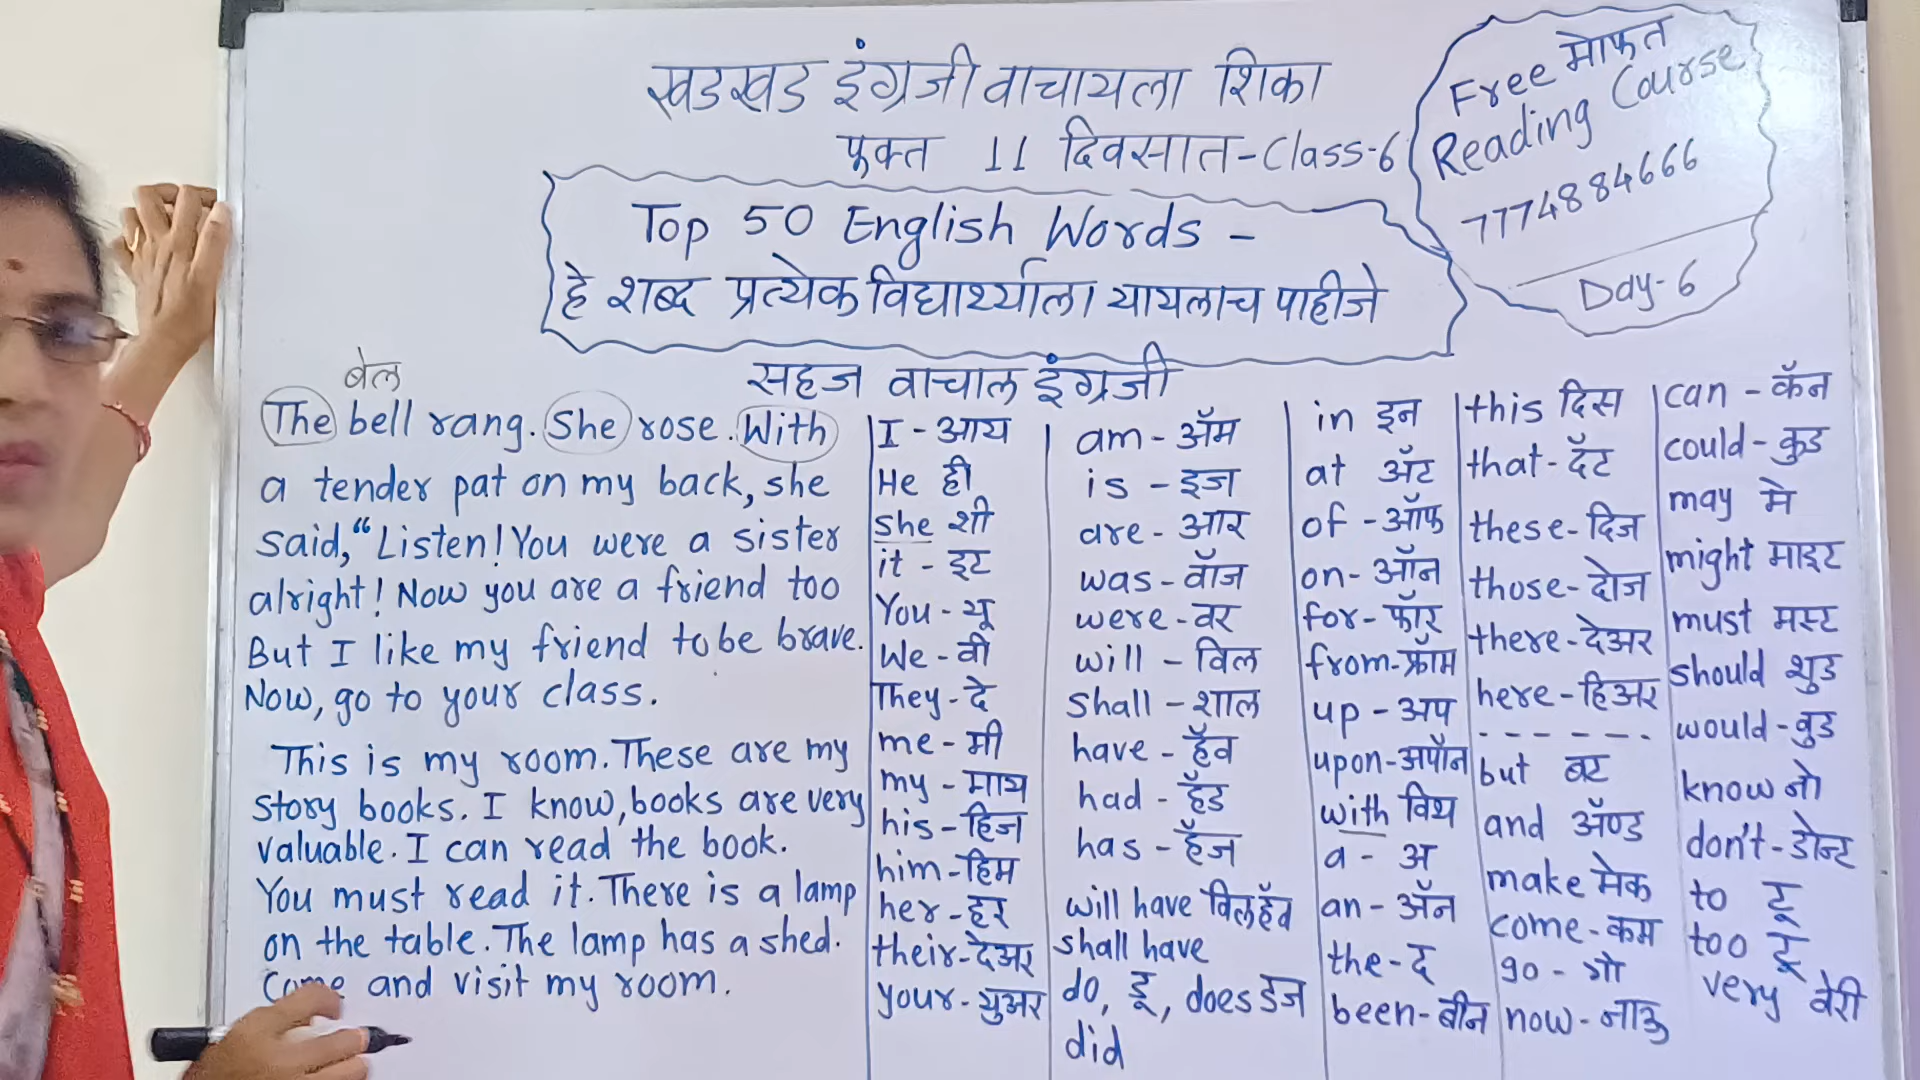 खडखड इंग्रजी वाचायला शिका
फक्त 11 दिवसात-Class-6
Free मोफत
Reading Course
7774884666
Day-6
Top 50 English Words -
हे शब्द प्रत्येक विद्यार्थ्याला यायलाच पाहीजे
सहज वाचाल इंग्रजी
बेल
The bell rang. She rose. With
a tender pat on my back, she
said,"Listen! You were a sister
alright! Now you are a friend too
But I like my friend to be brave.
Now, go to your class.
This is my room. These are my
story books. I know, books are very
valuable. I can read the book.
You must read it. There is a lamp
on the table. The lamp has a shed.
Come and visit my room.
I - आय
He ही
she शी
it - इट
You - यू
We - वी
They - दे
me - मी
my - माय
his - हिज
him - हिम
her - हर
their - देअर
your - युअर
am - ॲम
is - इज
are - आर
was - वॉज
were - वर
will - विल
shall - शाल
have - हॅव
had - हॅड
has - हॅज
will have विलहॅव
shall have
do, डू, does डज
did
in इन
at ॲट
of - ऑफ
on - ऑन
for - फॉर
from - फ्रॉम
up - अप
upon - अपॉन
with विथ
a - अ
an - ॲन
the - द
been - बीन
this दिस
that - दॅट
these - दिज
those - दोज
there - देअर
here - हिअर
- - - - - -
but बट
and ॲण्ड
make मेक
come - कम
go - गो
now - नाऊ
can - कॅन
could - कुड
may मे
might माइट
must मस्ट
should शुड
would - वुड
know नो
don't - डोन्ट
to टू
too टू
very वेरी